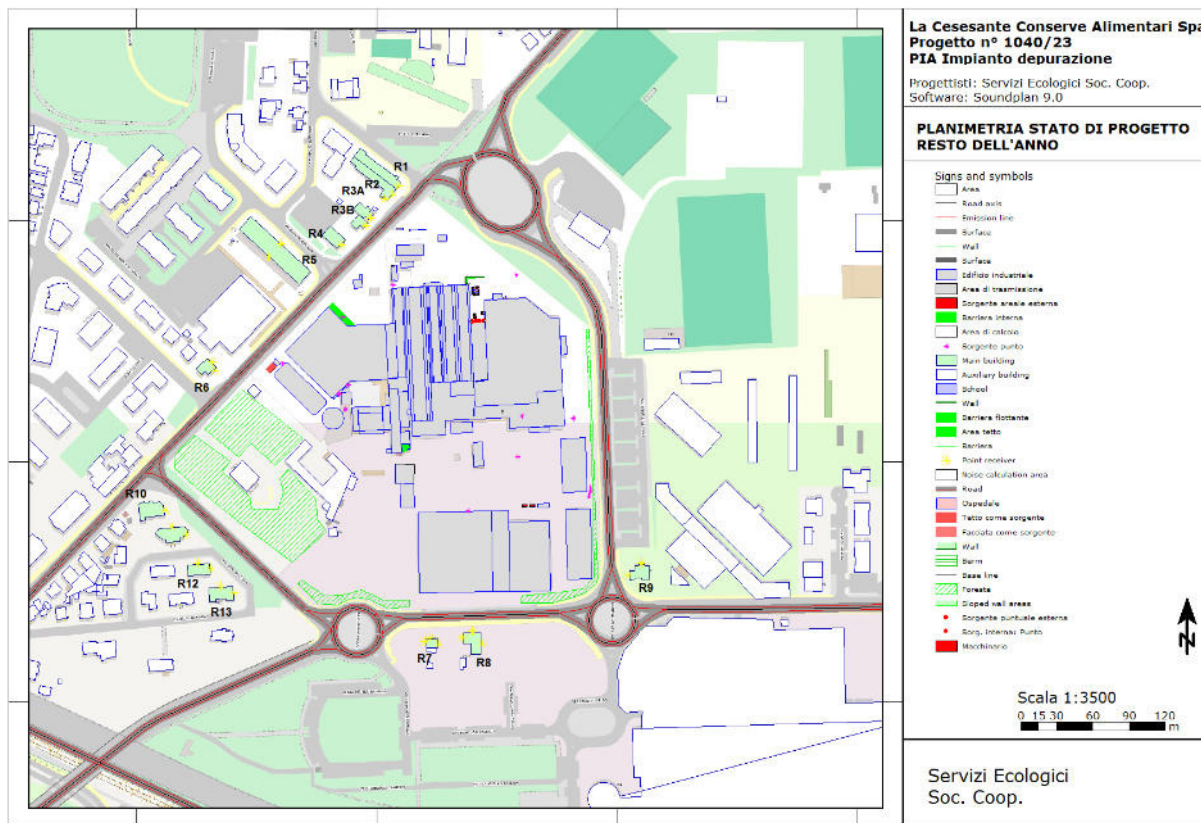 La Cesesante Conserve Alimentari Spa
Progetto n° 1040/23
PIA Impianto depurazione
Progettisti: Servizi Ecologici Soc. Coop.
Software: Soundplan 9.0
PLANIMETRIA STATO DI PROGETTO
RESTO DELL'ANNO
Signs and symbols
Area
Road axis
Emission line
Surface
Wall
Surface
Edificio industriale
Area di trasmissione
Sorgente areale esterna
Barriera interna
Area di calcolo
Sorgente punto
Main building
Auxiliary building
School
Wall
Barriera flottante
Area tetto
Barriera
Point receiver
Noise calculation area
Road
Ospedale
Tetto come sorgente
Facciata come sorgente
Wall
Berm
Base line
Foresta
Sloped wall areas
Sorgente puntuale esterna
Sorg. interna: Punto
Macchinario
N
Scala 1:3500
0 15 30 60 90 120
m
Servizi Ecologici
Soc. Coop.
R1
R2
R3A
R3B
R4
R5
R6
R10
R12
R13
R9
R7
R8